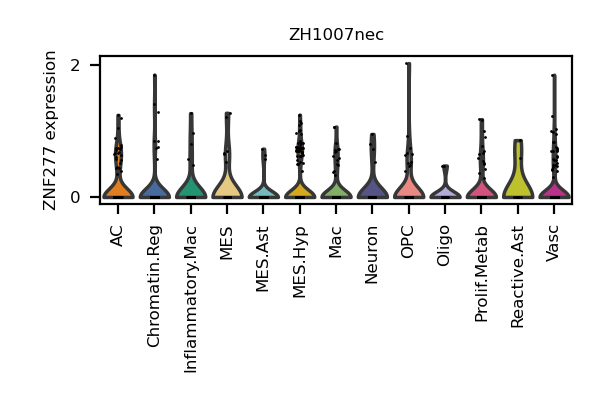 ZH1007nec
ZNF277 expression
2
0
AC
Chromatin.Reg
Inflammatory.Mac
MES
MES.Ast
MES.Hyp
Mac
Neuron
OPC
Oligo
Prolif.Metab
Reactive.Ast
Vasc